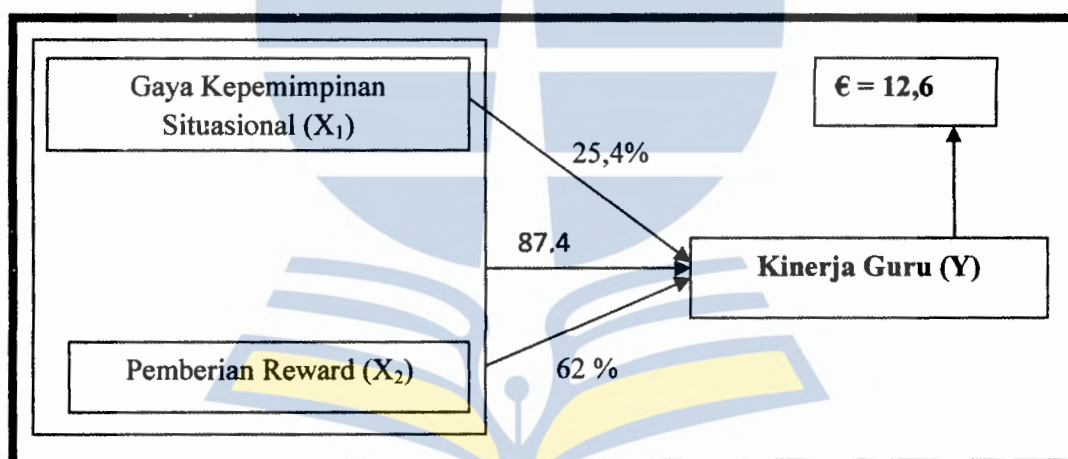 Gaya Kepemimpinan
Situasional (X₁)
€ = 12,6
25,4%
87.4
Kinerja Guru (Y)
Pemberian Reward (X₂)
62 %